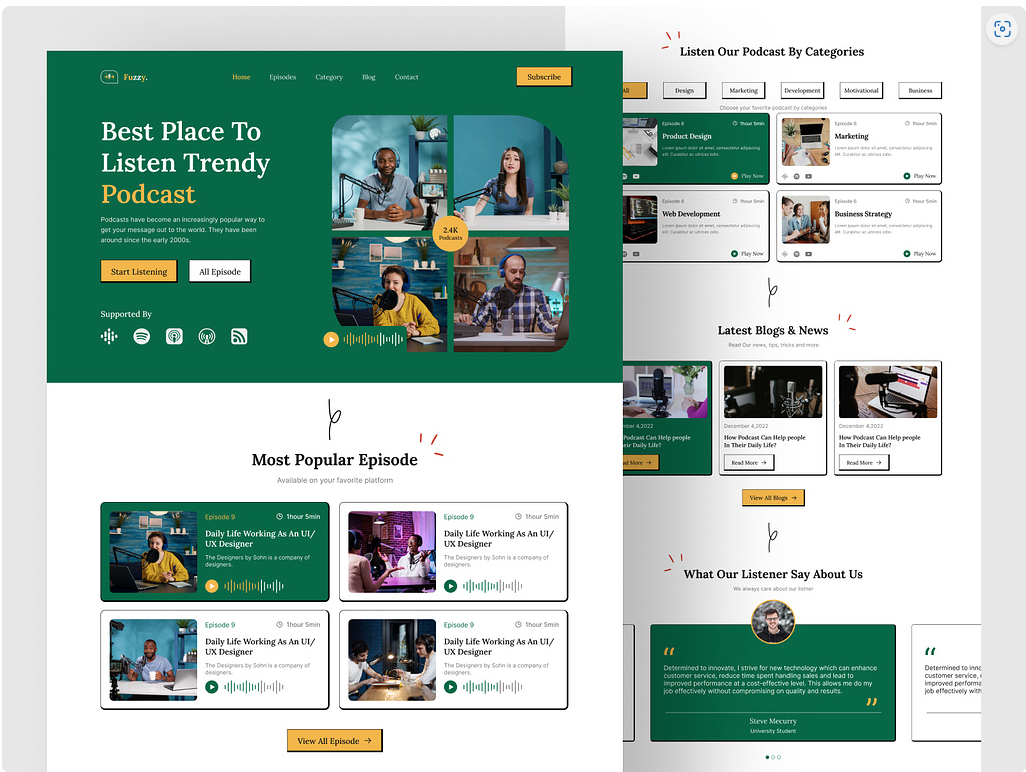 Fuzzy.
Home
Episodes
Category
Blog
Contact
Subscribe
Best Place To
Listen Trendy
Podcast
Podcasts have become an increasingly popular way to
get your message out to the world. They have been
around since the early 2000s.
Start Listening
All Episode
Supported By
2.4K
Podcasts
Most Popular Episode
Available on your favorite platform
Episode 9
1hour 5min
Daily Life Working As An UI/
UX Designer
The Designers by Sohn is a company of
designers.
Episode 9
1hour 5min
Daily Life Working As An UI/
UX Designer
The Designers by Sohn is a company of
designers.
Episode 9
1hour 5min
Daily Life Working As An UI/
UX Designer
The Designers by Sohn is a company of
designers.
Episode 9
1hour 5min
Daily Life Working As An UI/
UX Designer
The Designers by Sohn is a company of
designers.
View All Episode →
Listen Our Podcast By Categories
All
Design
Marketing
Development
Motivational
Business
Choose your favorite podcast by categories
Episode 6
1hour 5min
Product Design
Lorem ipsum dolor sit amet, consectetur adipiscing
elit. Curabitur ac ultrices odio.
Play Now
Episode 6
1hour 5min
Marketing
Lorem ipsum dolor sit amet, consectetur adipiscing
elit. Curabitur ac ultrices odio.
Play Now
Episode 6
1hour 5min
Web Development
Lorem ipsum dolor sit amet, consectetur adipiscing
elit. Curabitur ac ultrices odio.
Play Now
Episode 6
1hour 5min
Business Strategy
Lorem ipsum dolor sit amet, consectetur adipiscing
elit. Curabitur ac ultrices odio.
Play Now
Latest Blogs & News
Read Our news, tips, tricks and more
mber 4,2022
Podcast Can Help people
eir Daily Life?
ad More →
December 4,2022
How Podcast Can Help people
In Their Daily Life?
Read More →
December 4,2022
How Podcast Can Help people
In Their Daily Life?
Read More →
View All Blogs →
What Our Listener Say About Us
We always care about our listner
Determined to innovate, I strive for new technology which can enhance
customer service, reduce time spent handling sales and lead to
improved performance at a cost-effective level. This allows me do my
job effectively without compromising on quality and results.
Steve Mecurry
University Student
Determined to inno
customer service, r
improved performa
job effectively with